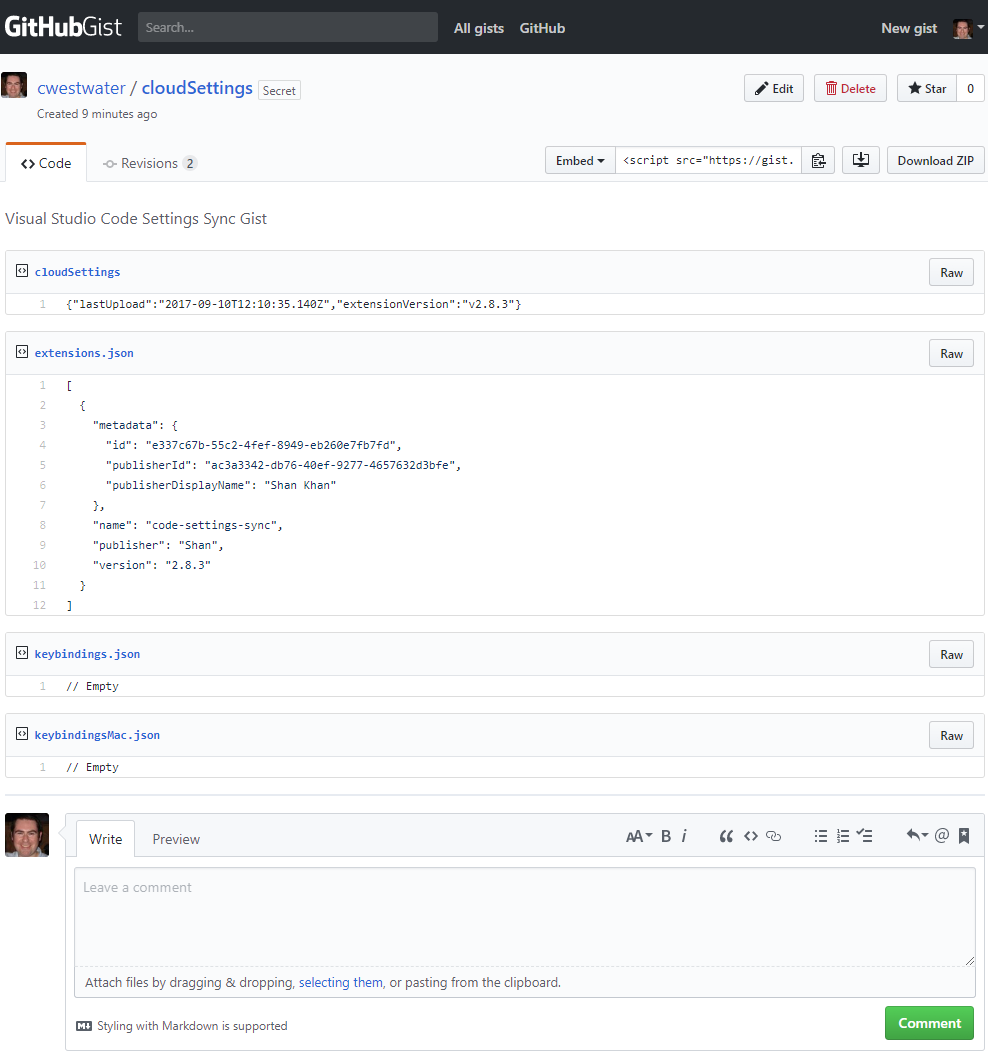 GitHubGist Search... All gists GitHub New gist
cwestwater / cloudSettings Secret Edit Delete Star 0
Created 9 minutes ago
Code Revisions 2 Embed <script src="https://gist. Download ZIP
Visual Studio Code Settings Sync Gist
cloudSettings Raw
1 {"lastUpload":"2017-09-10T12:10:35.140Z","extensionVersion":"v2.8.3"}
extensions.json Raw
1 [
2 {
3 "metadata": {
4 "id": "e337c67b-55c2-4fef-8949-eb260e7fb7fd",
5 "publisherId": "ac3a3342-db76-40ef-9277-4657632d3bfe",
6 "publisherDisplayName": "Shan Khan"
7 },
8 "name": "code-settings-sync",
9 "publisher": "Shan",
10 "version": "2.8.3"
11 }
12 ]
keybindings.json Raw
1 // Empty
keybindingsMac.json Raw
1 // Empty
Write Preview AA B i
Leave a comment
Attach files by dragging & dropping, selecting them, or pasting from the clipboard.
Styling with Markdown is supported Comment